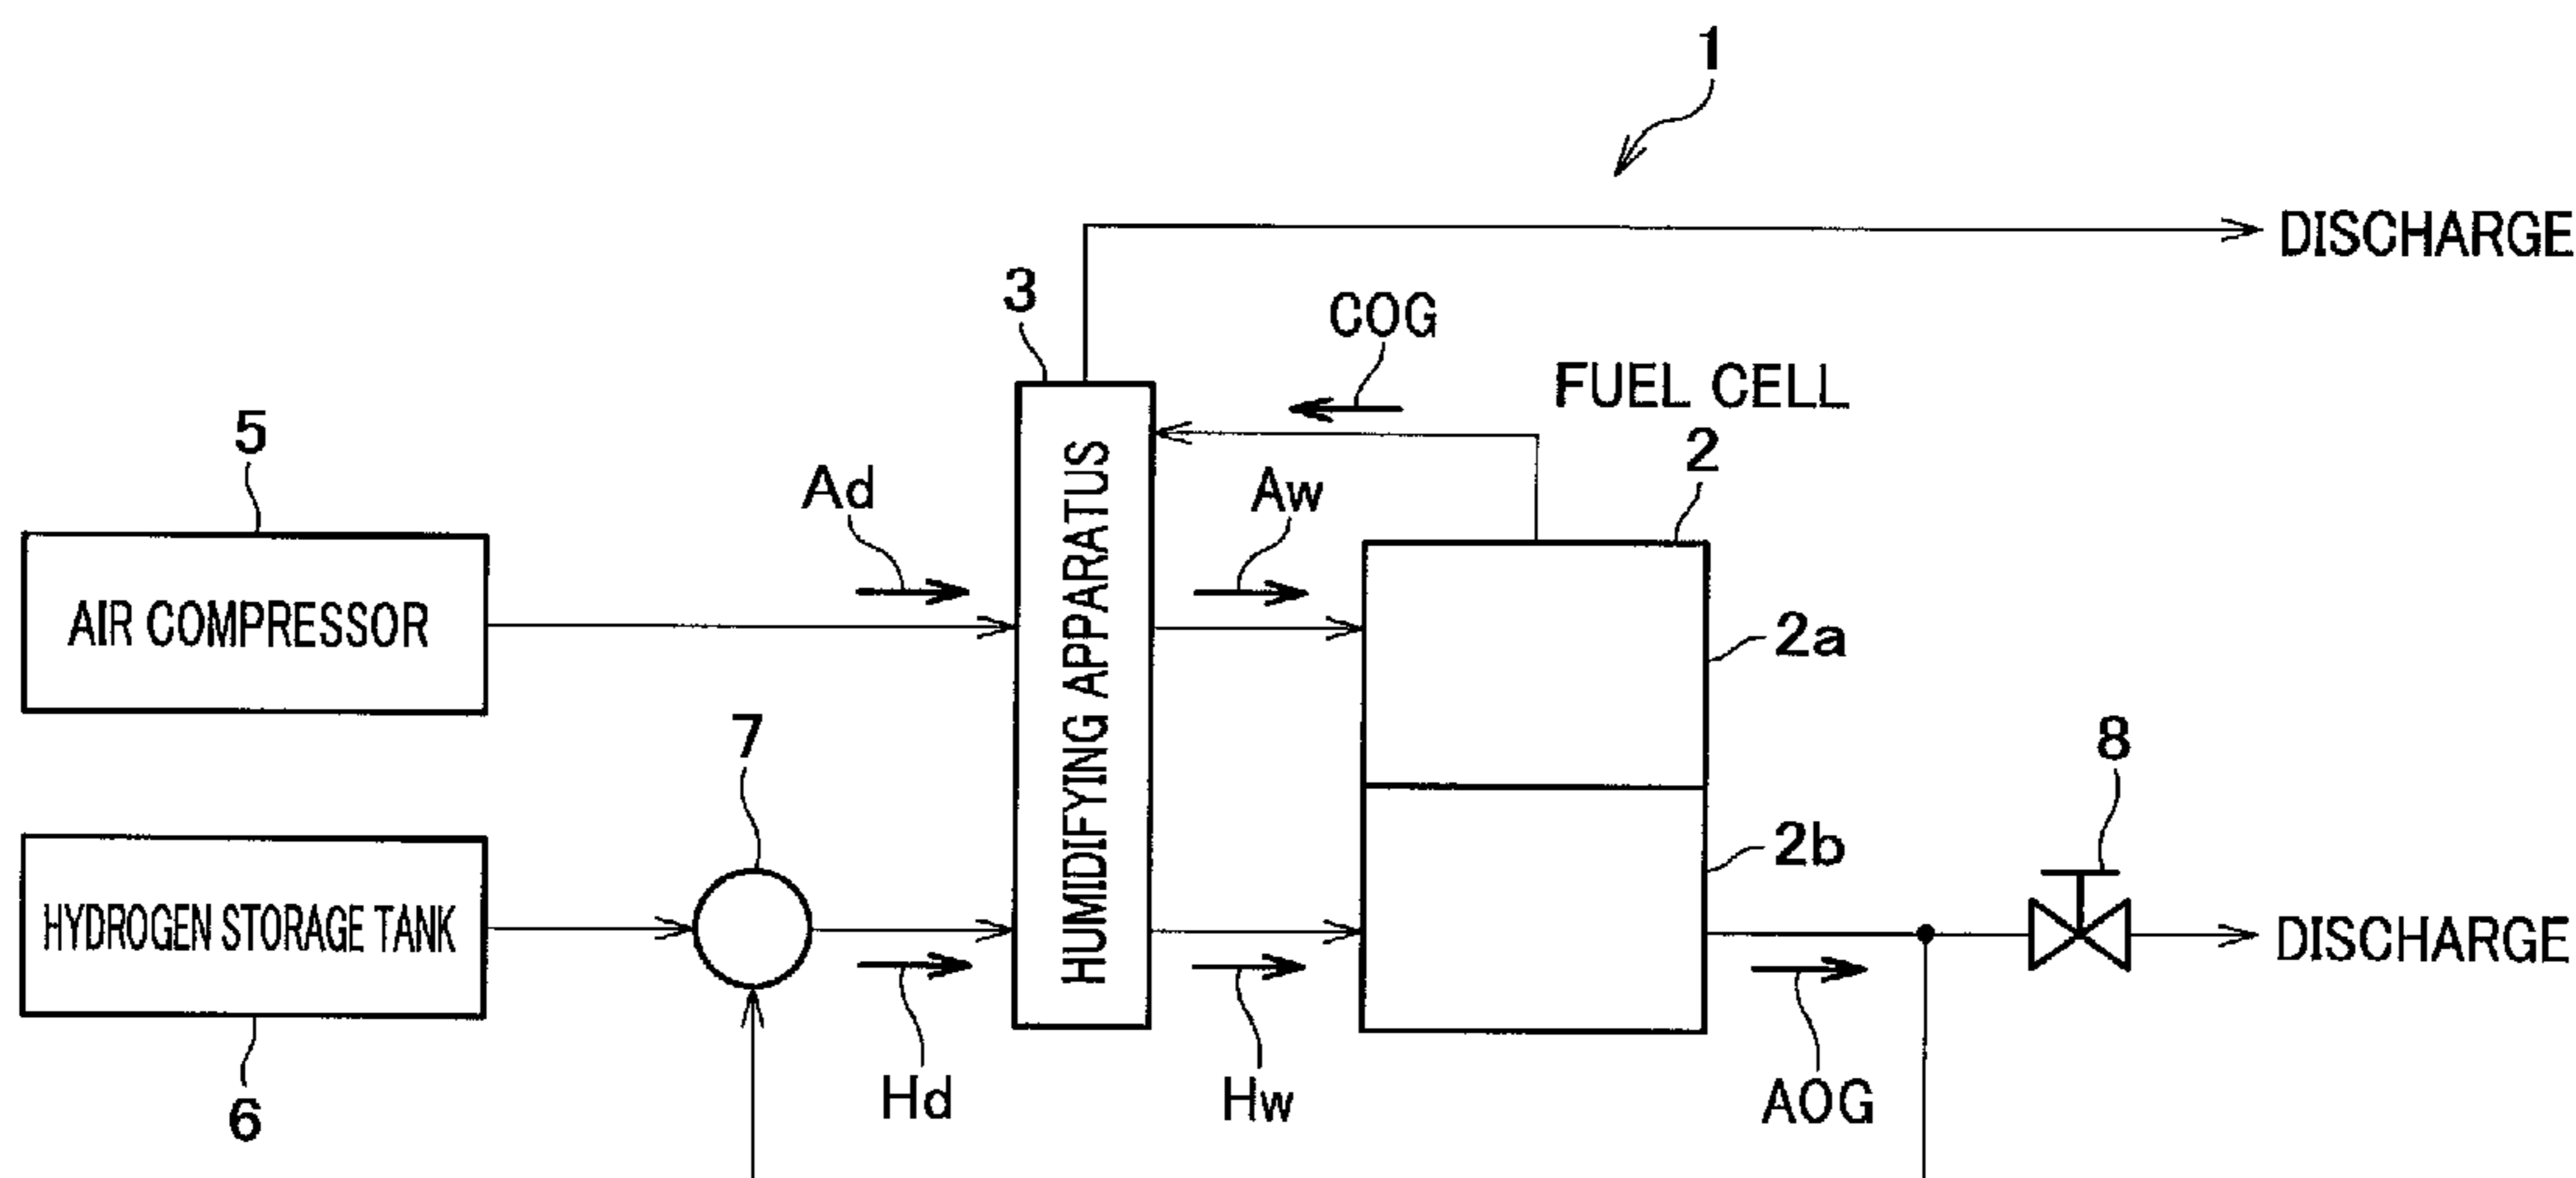 1
DISCHARGE
3
COG
FUEL CELL
2
5
Ad
Aw
AIR COMPRESSOR
HUMIDIFYING APPARATUS
2a
7
8
2b
HYDROGEN STORAGE TANK
DISCHARGE
6
Hd
Hw
AOG